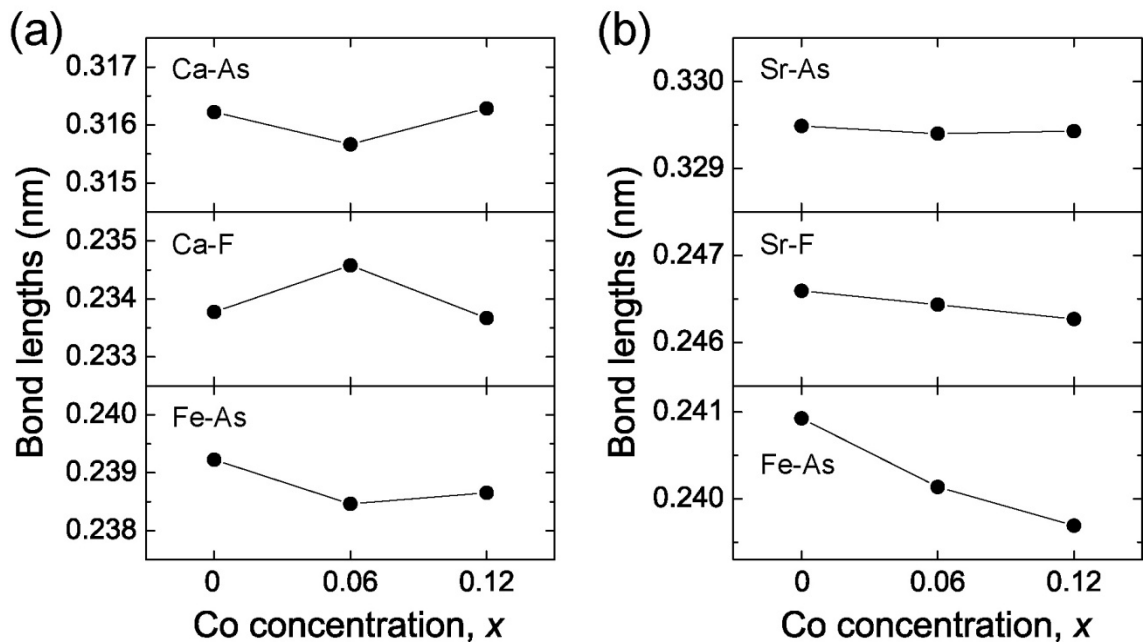 (a)
Bond lengths (nm)
0.317
0.316
0.315
Ca-As
0.235
0.234
0.233
Ca-F
0.240
0.239
0.238
Fe-As
0
0.06
0.12
Co concentration, x
(b)
Bond lengths (nm)
0.330
0.329
Sr-As
0.247
0.246
Sr-F
0.241
0.240
Fe-As
0
0.06
0.12
Co concentration, x